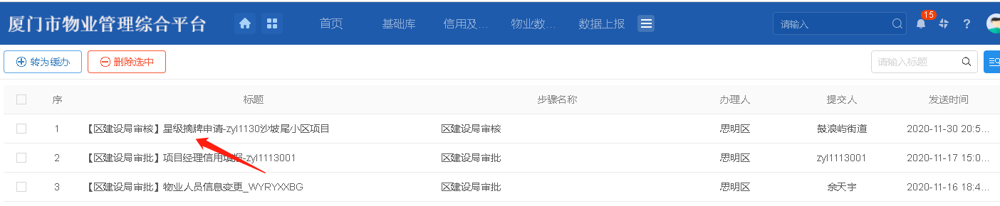 厦门市物业管理综合平台 首页 基础库 信用及... 物业数... 数据上报 请输入 15 ?
转为缓办 删除选中 请输入标题
序 标题 步骤名称 办理人 提交人 发送时间
1 【区建设局审核】星级摘牌申请-zyl1130沙坡尾小区项目 区建设局审核 思明区 鼓浪屿街道 2020-11-30 20:5...
2 【区建设局审批】项目经理信用填报-zyl1113001 区建设局审批 思明区 zyl1113001 2020-11-17 15:0...
3 【区建设局审批】物业人员信息变更_WYRYXXBG 区建设局审批 思明区 余天宇 2020-11-16 18:4...